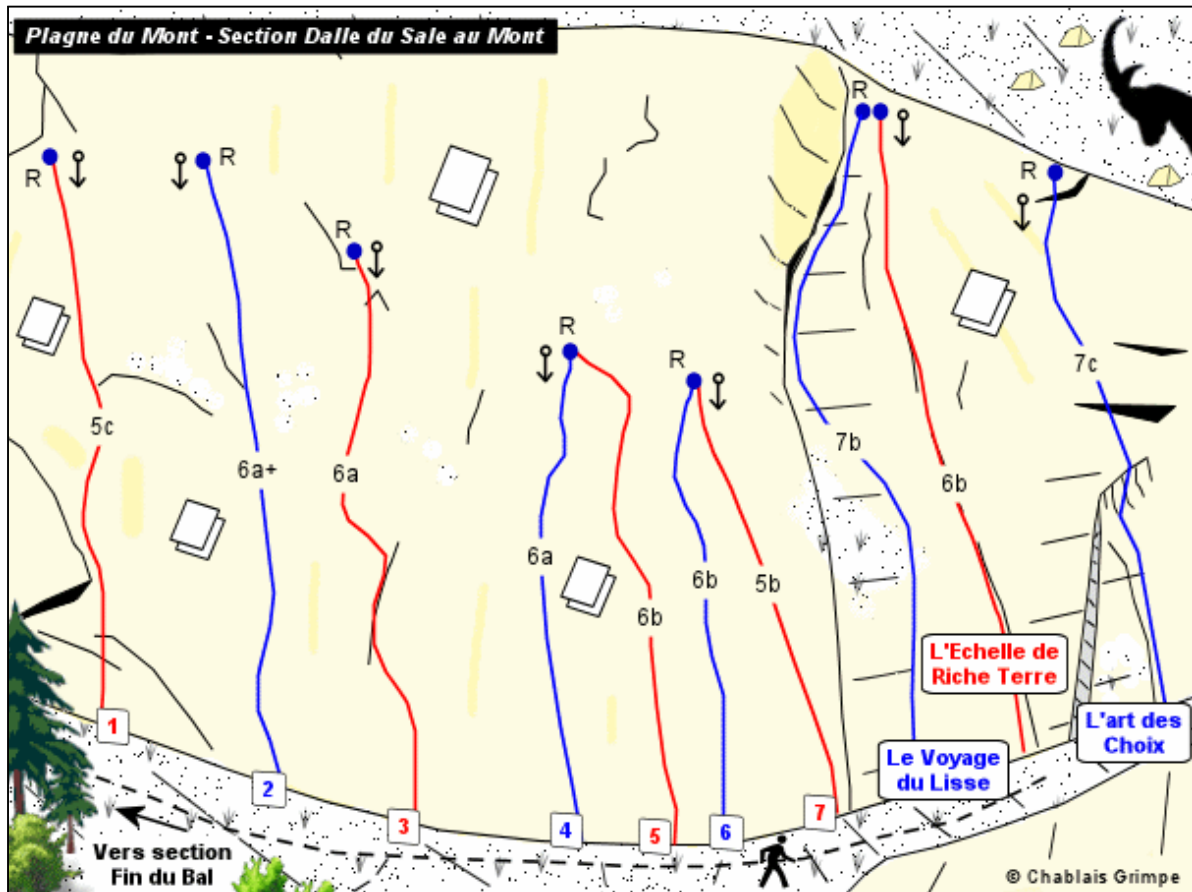 Plagne du Mont - Section Dalle du Sale au Mont
R
R
R
R
R
R
5c
6a+
6a
6a
6b
6b
5b
7b
6b
7c
L'Echelle de
Riche Terre
L'art des
Choix
Le Voyage
du Lisse
1
2
3
4
5
6
7
Vers section
Fin du Bal
© Chablais Grimpe